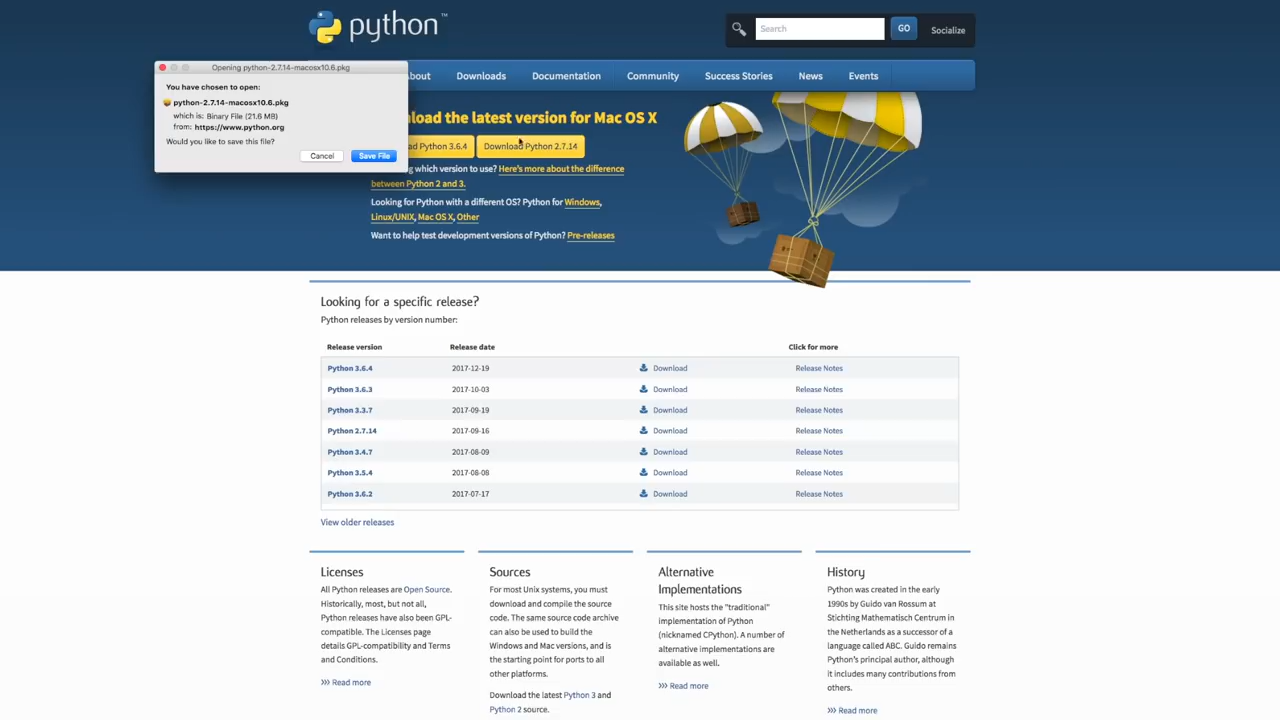 python™
Search
GO
Socialize
Opening python-2.7.14-macosx10.6.pkg
You have chosen to open:
python-2.7.14-macosx10.6.pkg
which is: Binary File (21.6 MB)
from: https://www.python.org
Would you like to save this file?
Cancel
Save File
About
Downloads
Documentation
Community
Success Stories
News
Events
load the latest version for Mac OS X
ad Python 3.6.4
Download Python 2.7.14
ng which version to use? Here's more about the difference
between Python 2 and 3.
Looking for Python with a different OS? Python for Windows,
Linux/UNIX, Mac OS X, Other
Want to help test development versions of Python? Pre-releases
Looking for a specific release?
Python releases by version number:
Release version Release date Click for more
Python 3.6.4 2017-12-19 Download Release Notes
Python 3.6.3 2017-10-03 Download Release Notes
Python 3.3.7 2017-09-19 Download Release Notes
Python 2.7.14 2017-09-16 Download Release Notes
Python 3.4.7 2017-08-09 Download Release Notes
Python 3.5.4 2017-08-08 Download Release Notes
Python 3.6.2 2017-07-17 Download Release Notes
View older releases
Licenses
All Python releases are Open Source.
Historically, most, but not all,
Python releases have also been GPL-
compatible. The Licenses page
details GPL-compatibility and Terms
and Conditions.
>>> Read more
Sources
For most Unix systems, you must
download and compile the source
code. The same source code archive
can also be used to build the
Windows and Mac versions, and is
the starting point for ports to all
other platforms.
Download the latest Python 3 and
Python 2 source.
Alternative
Implementations
This site hosts the "traditional"
implementation of Python
(nicknamed CPython). A number of
alternative implementations are
available as well.
>>> Read more
History
Python was created in the early
1990s by Guido van Rossum at
Stichting Mathematisch Centrum in
the Netherlands as a successor of a
language called ABC. Guido remains
Python's principal author, although
it includes many contributions from
others.
>>> Read more